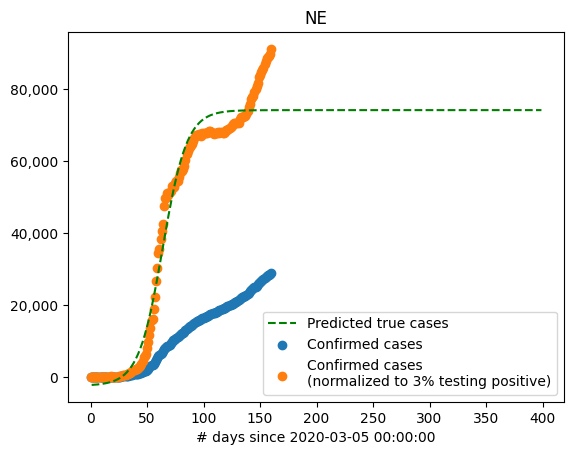 NE
80,000
60,000
40,000
20,000
0
0 50 100 150 200 250 300 350 400
# days since 2020-03-05 00:00:00
Predicted true cases
Confirmed cases
Confirmed cases
(normalized to 3% testing positive)